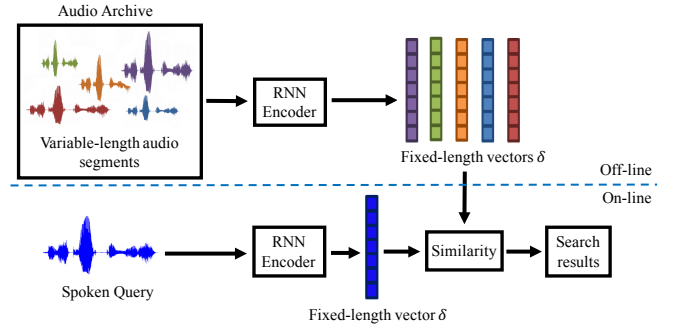 Audio Archive
Variable-length audio
segments
RNN
Encoder
Fixed-length vectors δ
Off-line
On-line
Spoken Query
RNN
Encoder
Fixed-length vector δ
Similarity
Search
results